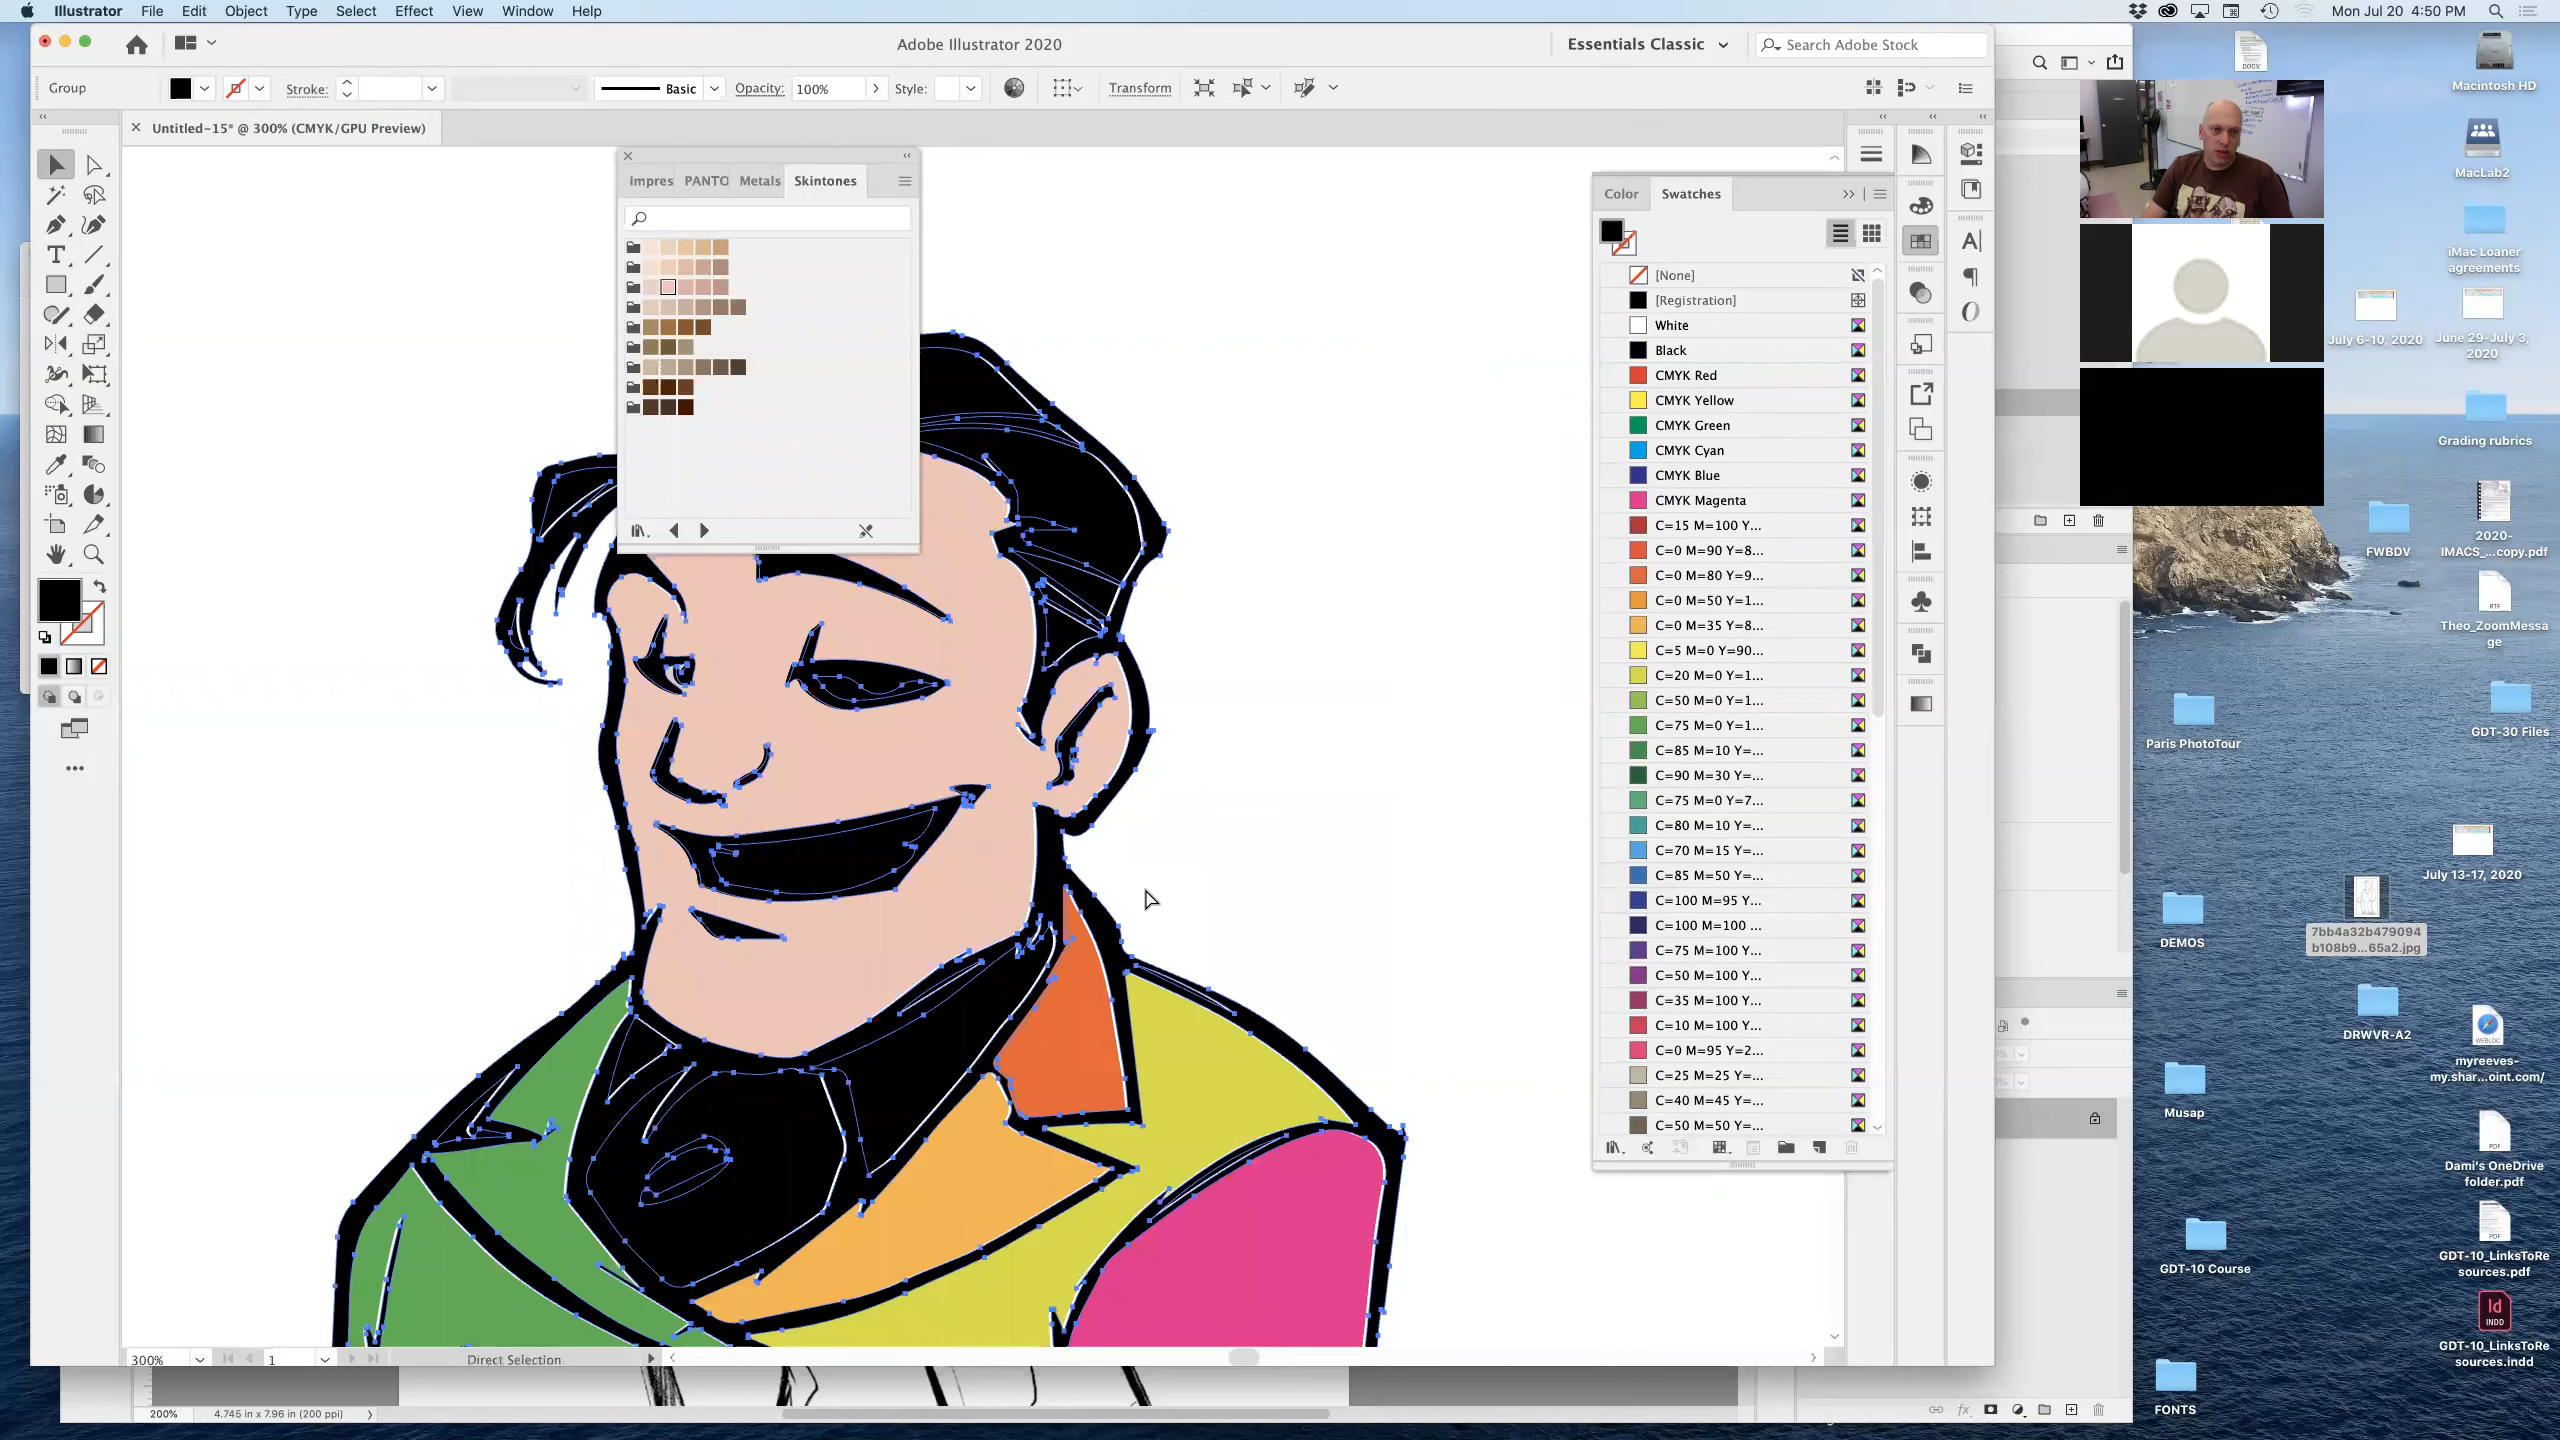 Illustrator File Edit Object Type Select Effect View Window Help
Mon Jul 20 4:50 PM
Adobe Illustrator 2020
Essentials Classic
Search Adobe Stock
Group
Stroke:
Basic
Opacity: 100%
Style:
Transform
Untitled-15* @ 300% (CMYK/GPU Preview)
Impres PANTO Metals Skintones
Color Swatches
[None]
[Registration]
White
Black
CMYK Red
CMYK Yellow
CMYK Green
CMYK Cyan
CMYK Blue
CMYK Magenta
C=15 M=100 Y...
C=0 M=90 Y=8...
C=0 M=80 Y=9...
C=0 M=50 Y=1...
C=0 M=35 Y=8...
C=5 M=0 Y=90...
C=20 M=0 Y=1...
C=50 M=0 Y=1...
C=75 M=0 Y=1...
C=85 M=10 Y=...
C=90 M=30 Y=...
C=75 M=0 Y=7...
C=80 M=10 Y=...
C=70 M=15 Y=...
C=85 M=50 Y=...
C=100 M=95 Y...
C=100 M=100 ...
C=75 M=100 Y...
C=50 M=100 Y...
C=35 M=100 Y...
C=10 M=100 Y...
C=0 M=95 Y=2...
C=25 M=25 Y=...
C=40 M=45 Y=...
C=50 M=50 Y=...
300%
1
Direct Selection
200%
4.745 in x 7.96 in (200 ppi)
DOCX
Macintosh HD
MacLab2
iMac Loaner
agreements
July 6-10, 2020
June 29-July 3,
2020
Grading rubrics
FWBDV
2020-
IMACS_...copy.pdf
RTF
Theo_ZoomMessa
ge
Paris PhotoTour
GDT-30 Files
July 13-17, 2020
DEMOS
7bb4a32b479094
b108b9...65a2.jpg
DRWVR-A2
WEBLOC
myreeves-
my.shar...oint.com/
Musap
PDF
Dami's OneDrive
folder.pdf
GDT-10 Course
PDF
GDT-10_LinksToRe
sources.pdf
Id
INDD
GDT-10_LinksToRe
sources.indd
FONTS